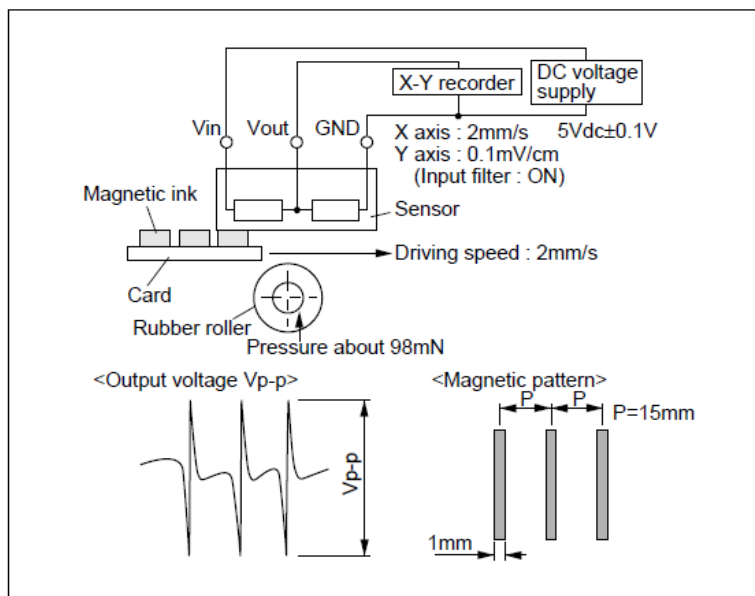 X-Y recorder
DC voltage
supply
Vin
Vout
GND
X axis : 2mm/s
5Vdc±0.1V
Y axis : 0.1mV/cm
(Input filter : ON)
Magnetic ink
Sensor
Driving speed : 2mm/s
Card
Rubber roller
Pressure about 98mN
<Output voltage Vp-p>
Vp-p
<Magnetic pattern>
P
P
P=15mm
1mm